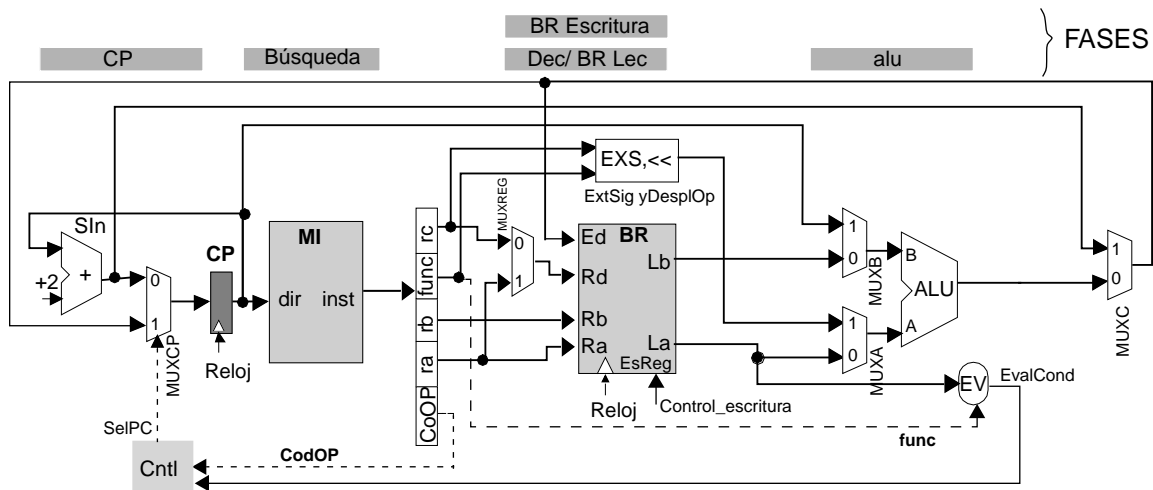 BR Escritura
CP
Búsqueda
Dec/ BR Lec
alu
FASES
EXS,<<
ExtSig yDesplOp
SIn
+2
+
0
1
MUXCP
CP
Reloj
MI
dir
inst
rc
func
rb
ra
CoOP
MUXREG
0
1
BR
Ed
Rd
Rb
Ra
Lb
La
EsReg
Reloj
Control_escritura
1
0
MUXB
1
0
MUXA
B
ALU
A
1
0
MUXC
EV
EvalCond
func
SelPC
Cntl
CodOP